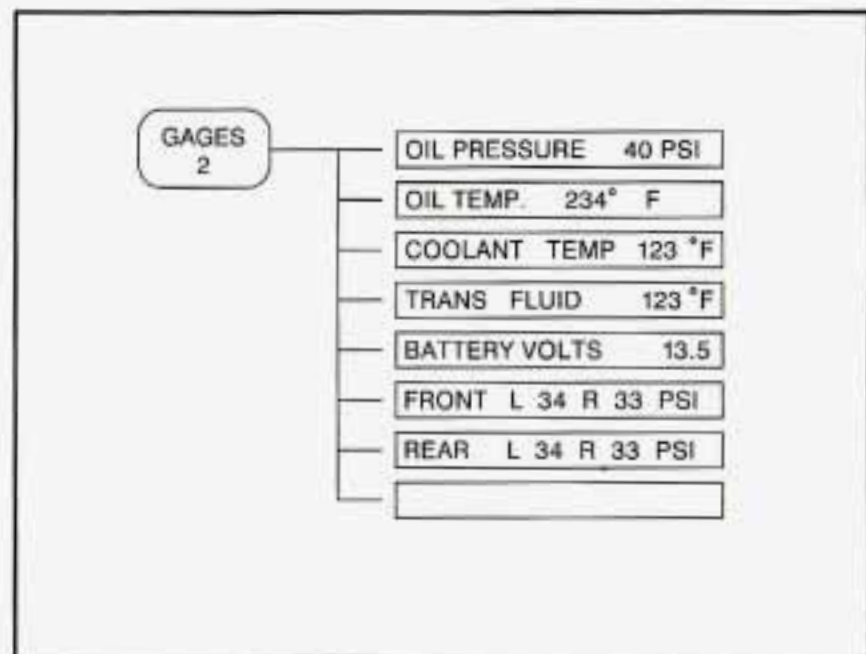 GAGES
2
OIL PRESSURE 40 PSI
OIL TEMP. 234° F
COOLANT TEMP 123 °F
TRANS FLUID 123 °F
BATTERY VOLTS 13.5
FRONT L 34 R 33 PSI
REAR L 34 R 33 PSI